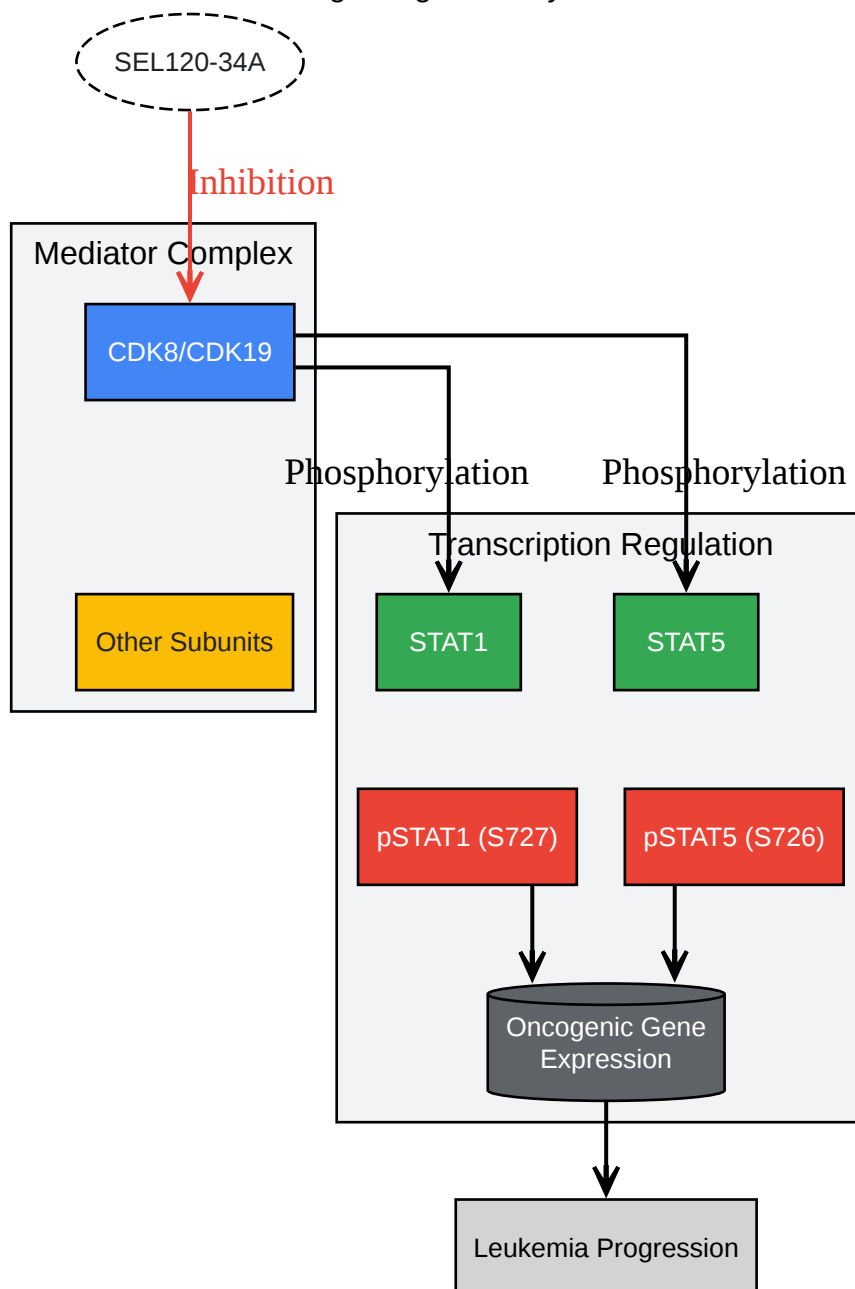 SEL120-34A
Inhibition
Mediator Complex
CDK8/CDK19
Phosphorylation
Phosphorylation
Transcription Regulation
Other Subunits
STAT1
STAT5
pSTAT1 (S727)
pSTAT5 (S726)
Oncogenic Gene
Expression
Leukemia Progression